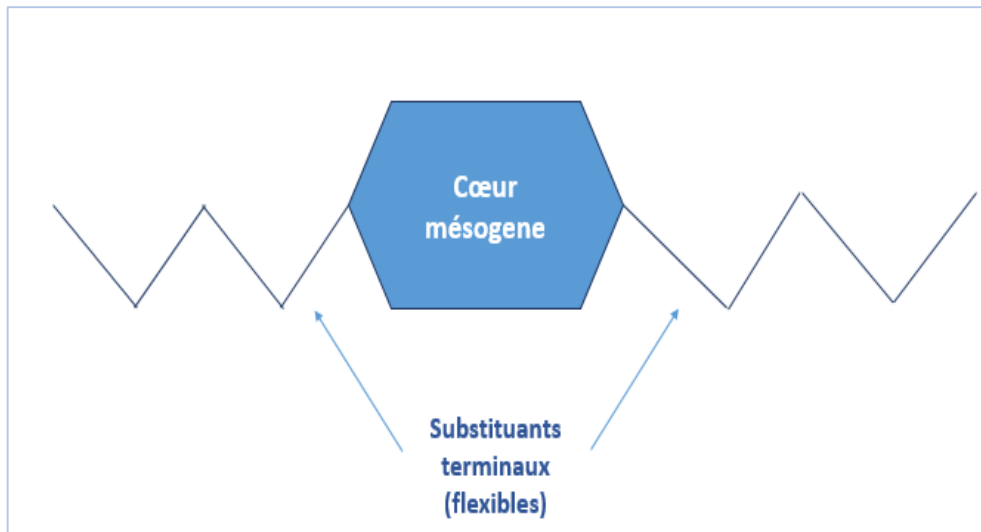 Cœur
mésogene
Substituants
terminaux
(flexibles)